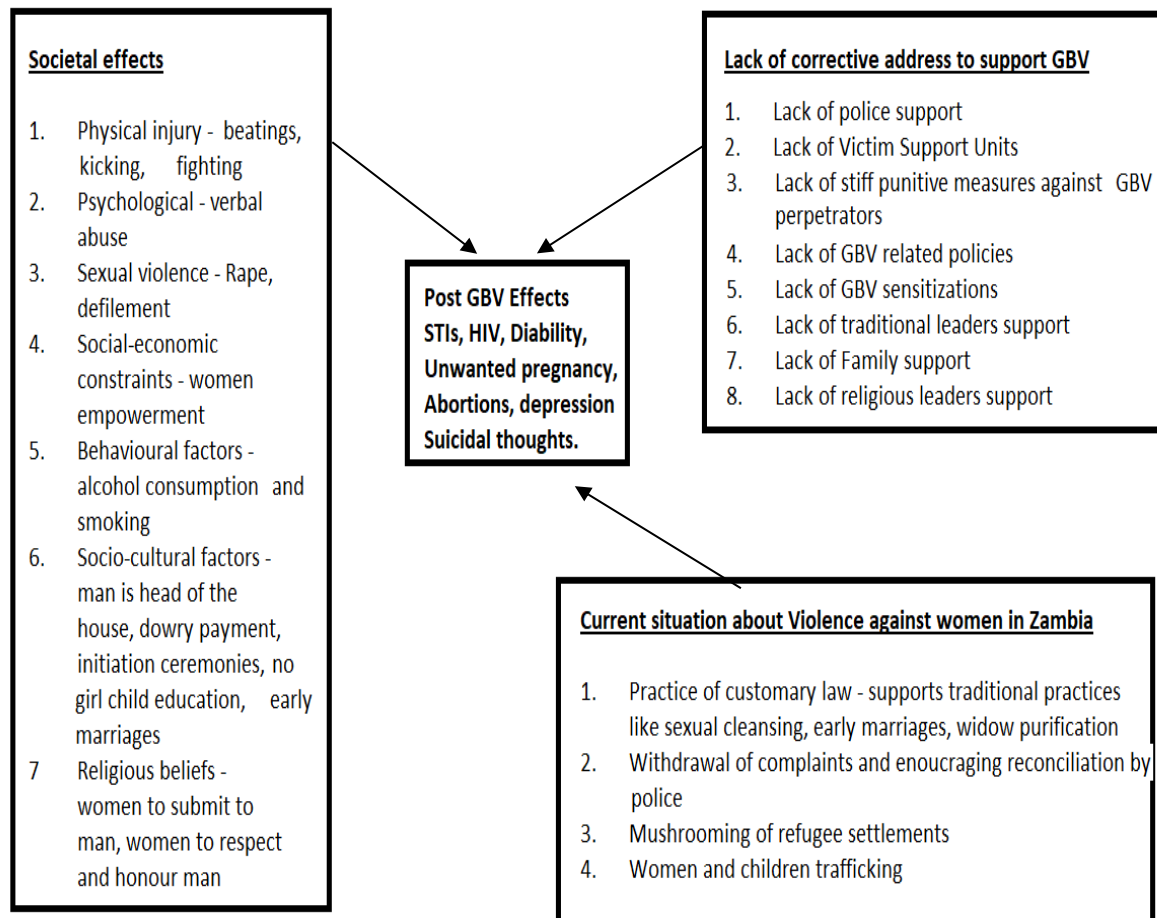 Societal effects
1. Physical injury - beatings,
kicking, fighting
2. Psychological - verbal
abuse
3. Sexual violence - Rape,
defilement
4. Social-economic
constraints - women
empowerment
5. Behavioural factors -
alcohol consumption and
smoking
6. Socio-cultural factors -
man is head of the
house, dowry payment,
initiation ceremonies, no
girl child education, early
marriages
7 Religious beliefs -
women to submit to
man, women to respect
and honour man
Lack of corrective address to support GBV
1. Lack of police support
2. Lack of Victim Support Units
3. Lack of stiff punitive measures against GBV
perpetrators
4. Lack of GBV related policies
5. Lack of GBV sensitizations
6. Lack of traditional leaders support
7. Lack of Family support
8. Lack of religious leaders support
Post GBV Effects
STIs, HIV, Diability,
Unwanted pregnancy,
Abortions, depression
Suicidal thoughts.
Current situation about Violence against women in Zambia
1. Practice of customary law - supports traditional practices
like sexual cleansing, early marriages, widow purification
2. Withdrawal of complaints and enoucraging reconciliation by
police
3. Mushrooming of refugee settlements
4. Women and children trafficking